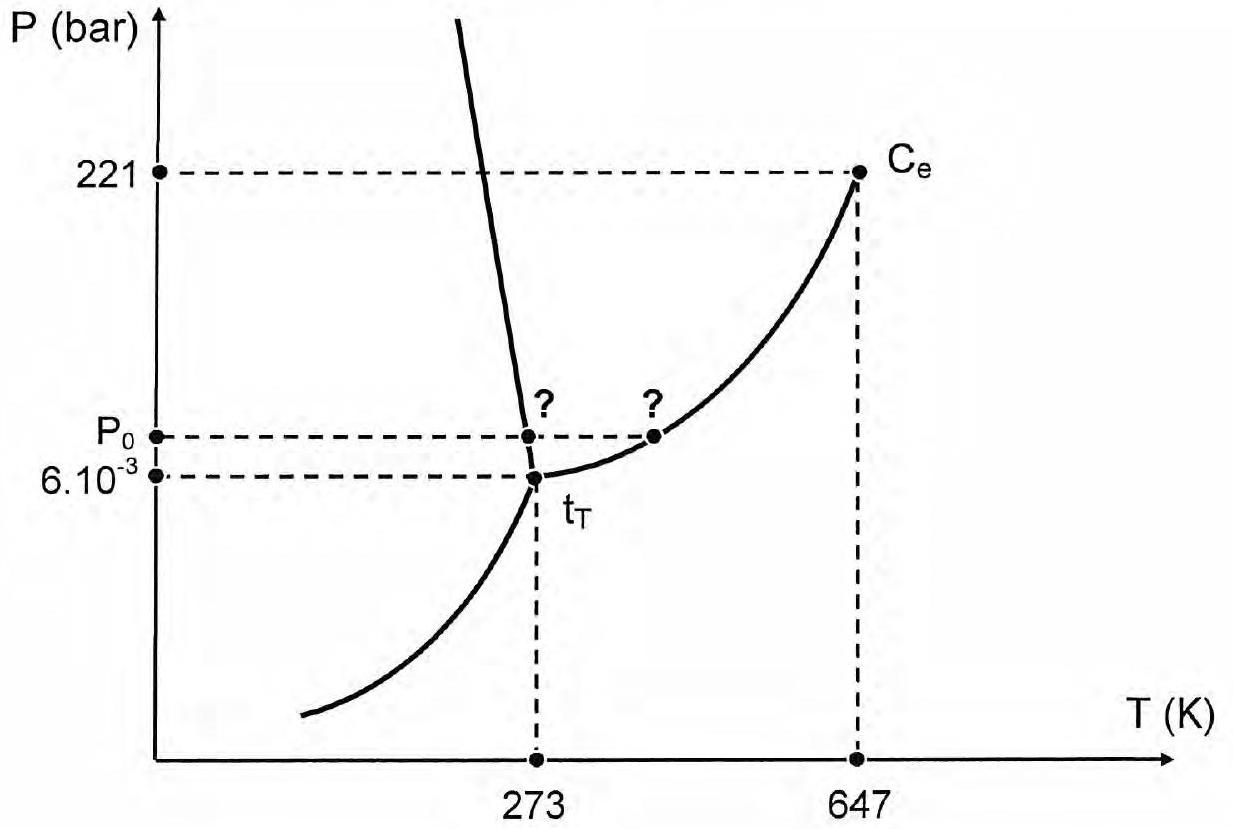 P (bar)
221
Cₑ
? ?
P₀
6.10⁻³
t_T
T (K)
273 647